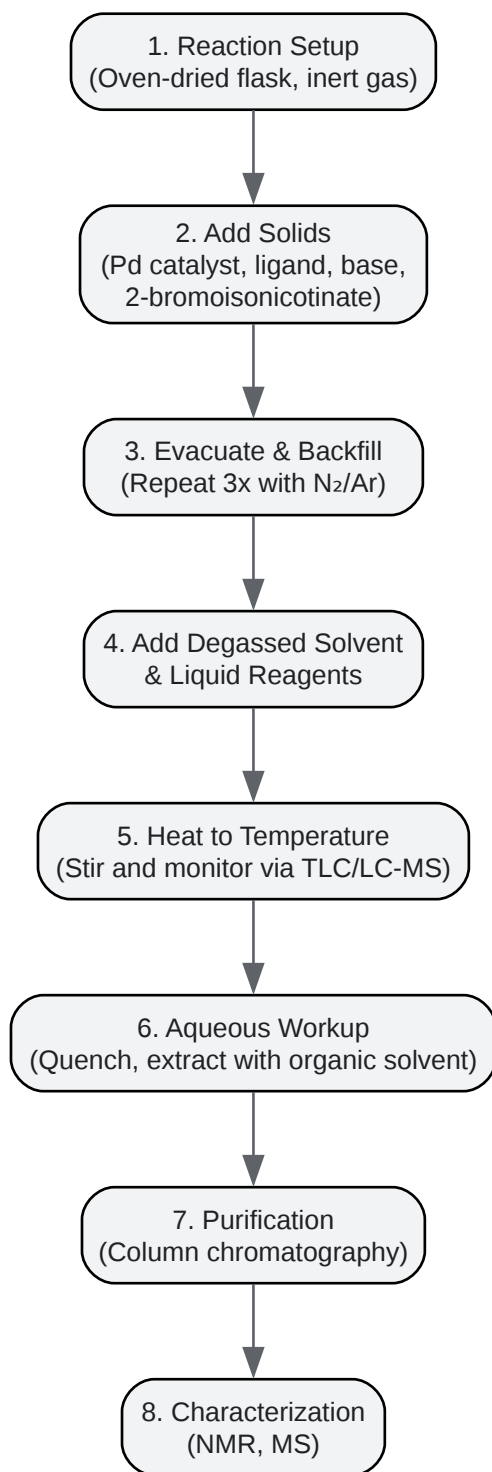 1. Reaction Setup
(Oven-dried flask, inert gas)
2. Add Solids
(Pd catalyst, ligand, base,
2-bromoisonicotinate)
3. Evacuate & Backfill
(Repeat 3x with N₂/Ar)
4. Add Degassed Solvent
& Liquid Reagents
5. Heat to Temperature
(Stir and monitor via TLC/LC-MS)
6. Aqueous Workup
(Quench, extract with organic solvent)
7. Purification
(Column chromatography)
8. Characterization
(NMR, MS)